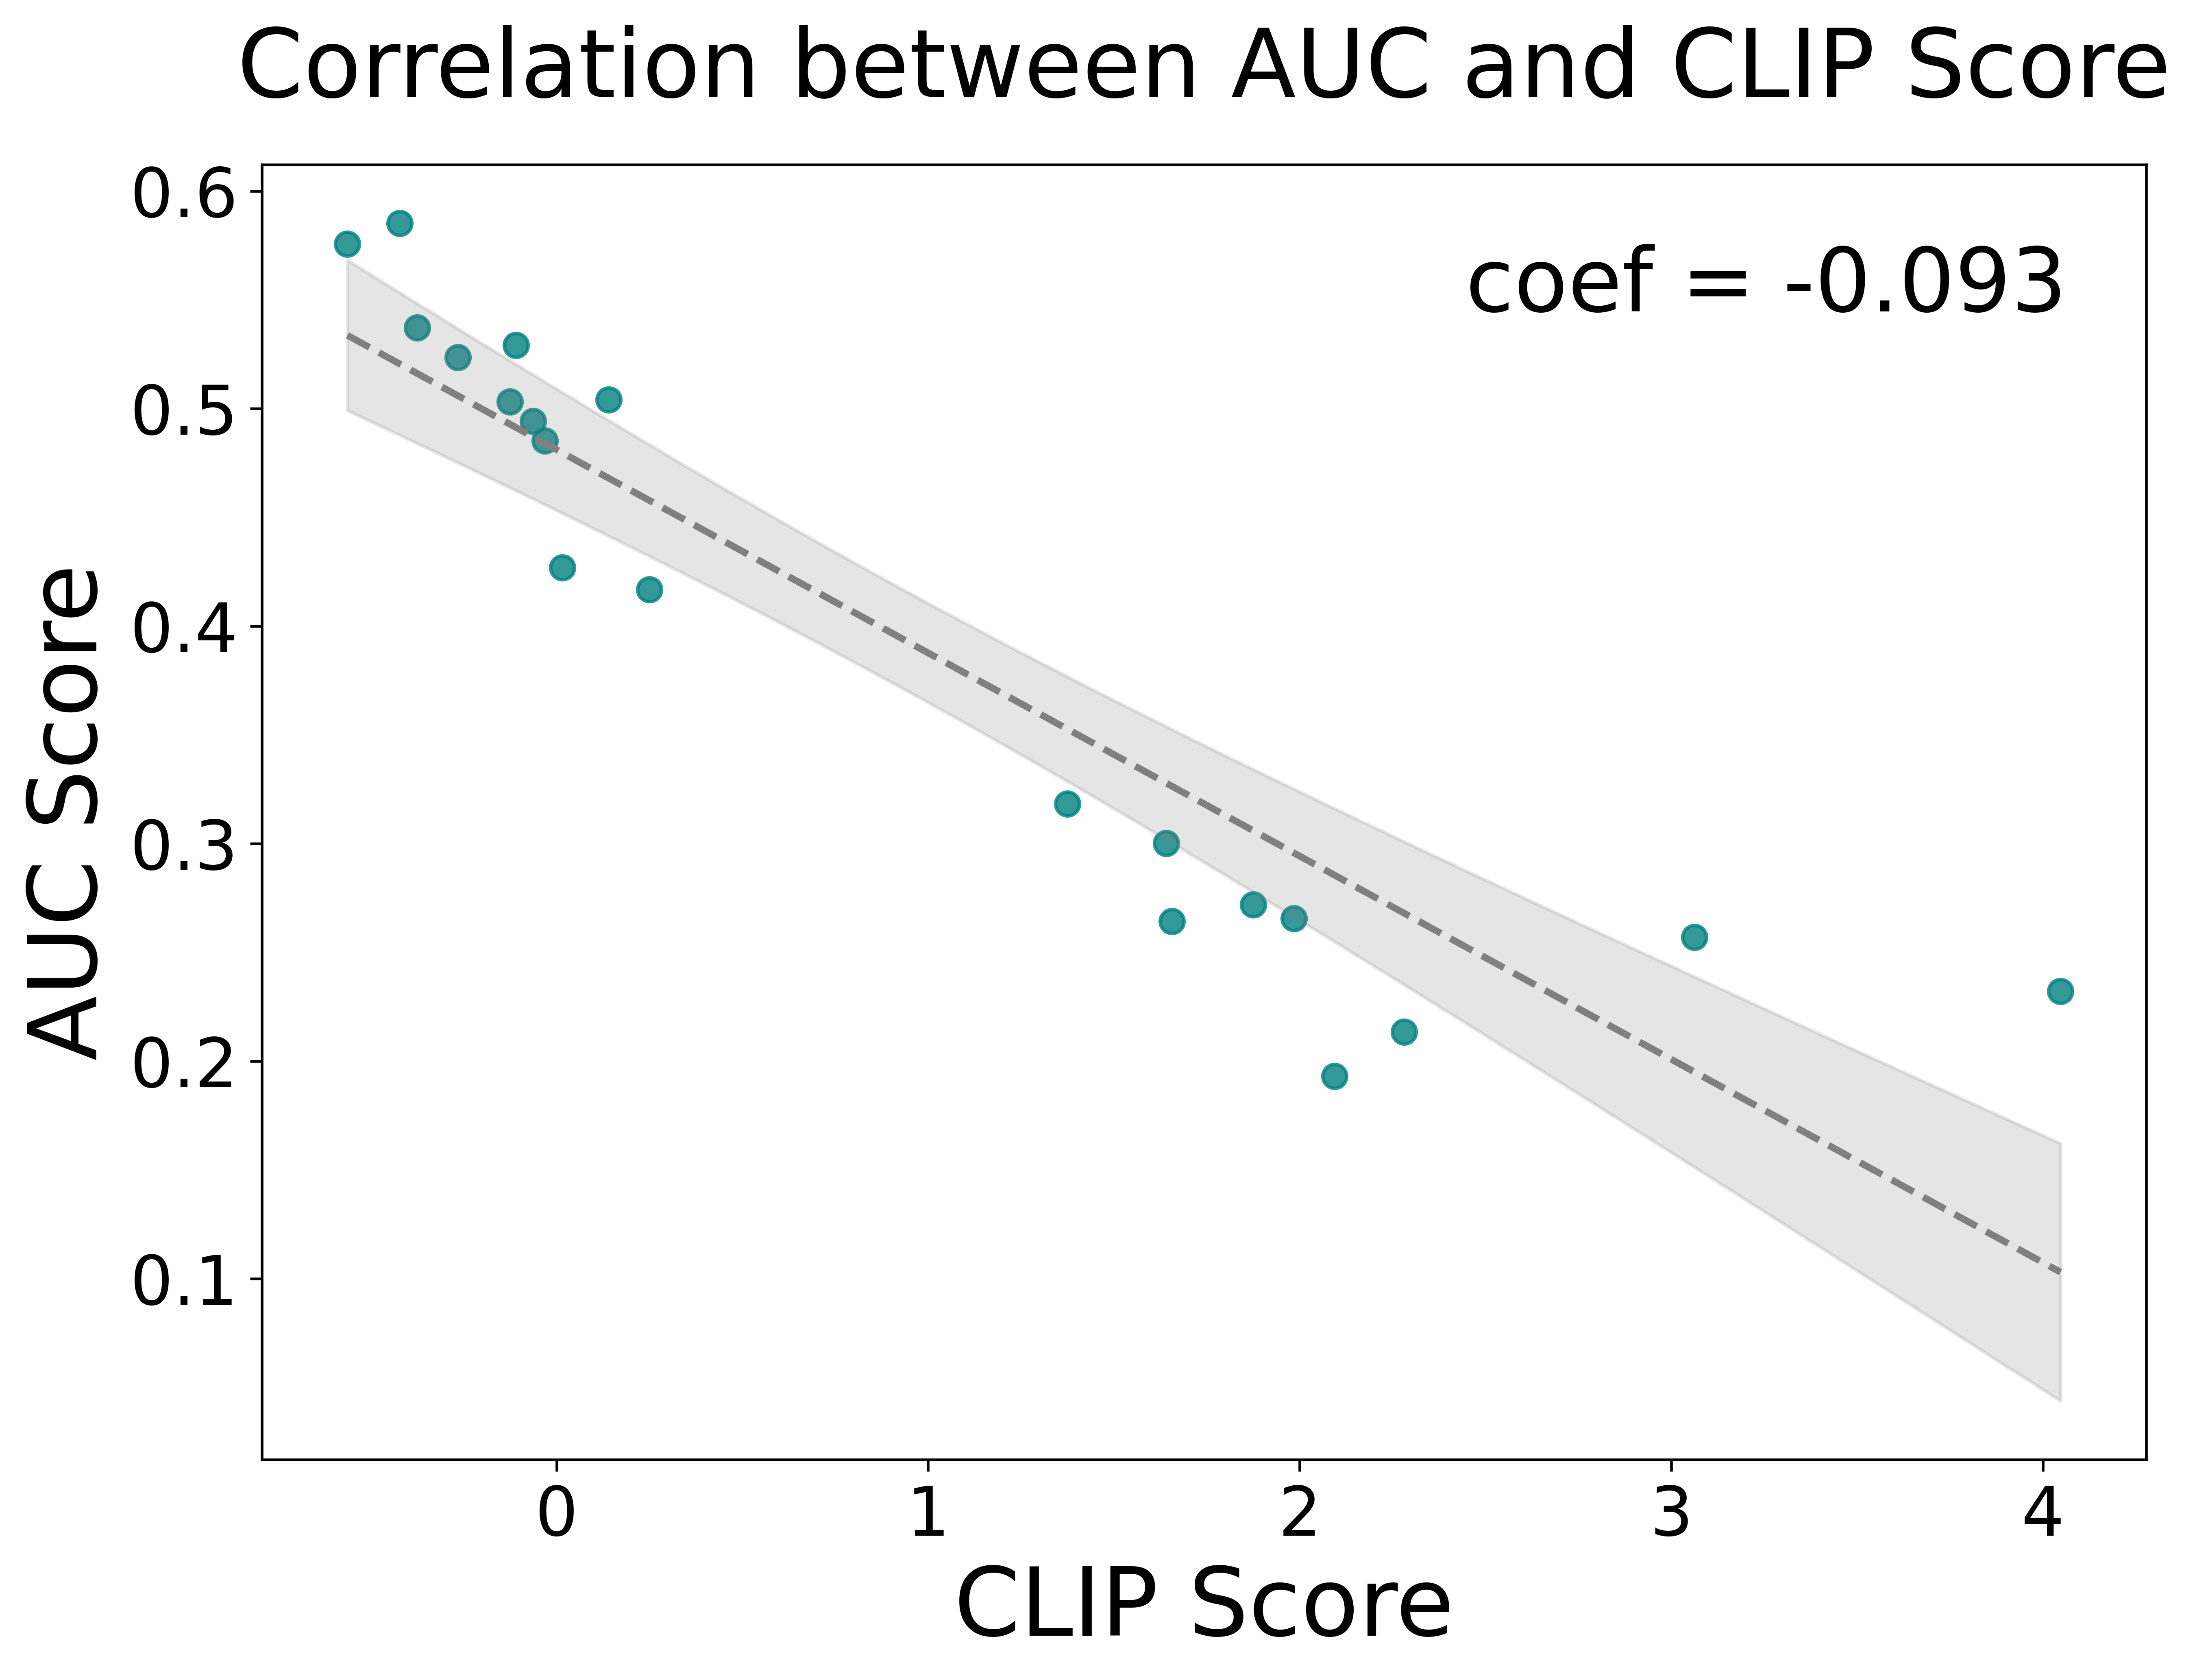 Correlation between AUC and CLIP Score
coef = -0.093
AUC Score
0.6
0.5
0.4
0.3
0.2
0.1
0 1 2 3 4
CLIP Score